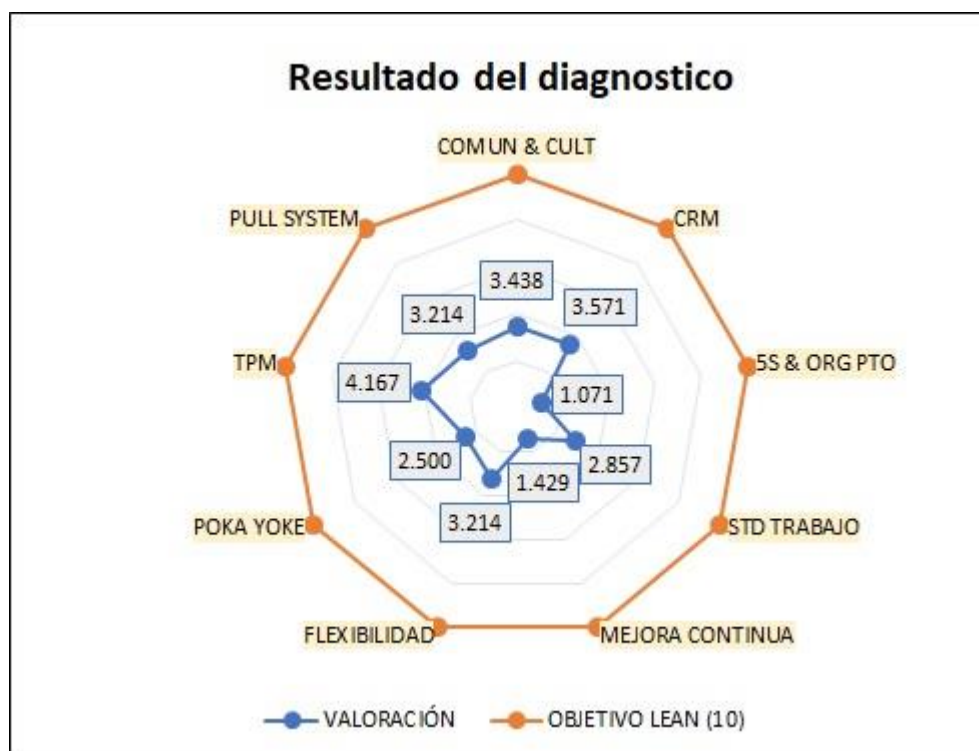 Resultado del diagnostico
COMUN & CULT
PULL SYSTEM
CRM
3.438
3.214
3.571
TPM
5S & ORG PTO
4.167
1.071
2.500
2.857
1.429
3.214
POKA YOKE
STD TRABAJO
FLEXIBILIDAD
MEJORA CONTINUA
VALORACIÓN
OBJETIVO LEAN (10)